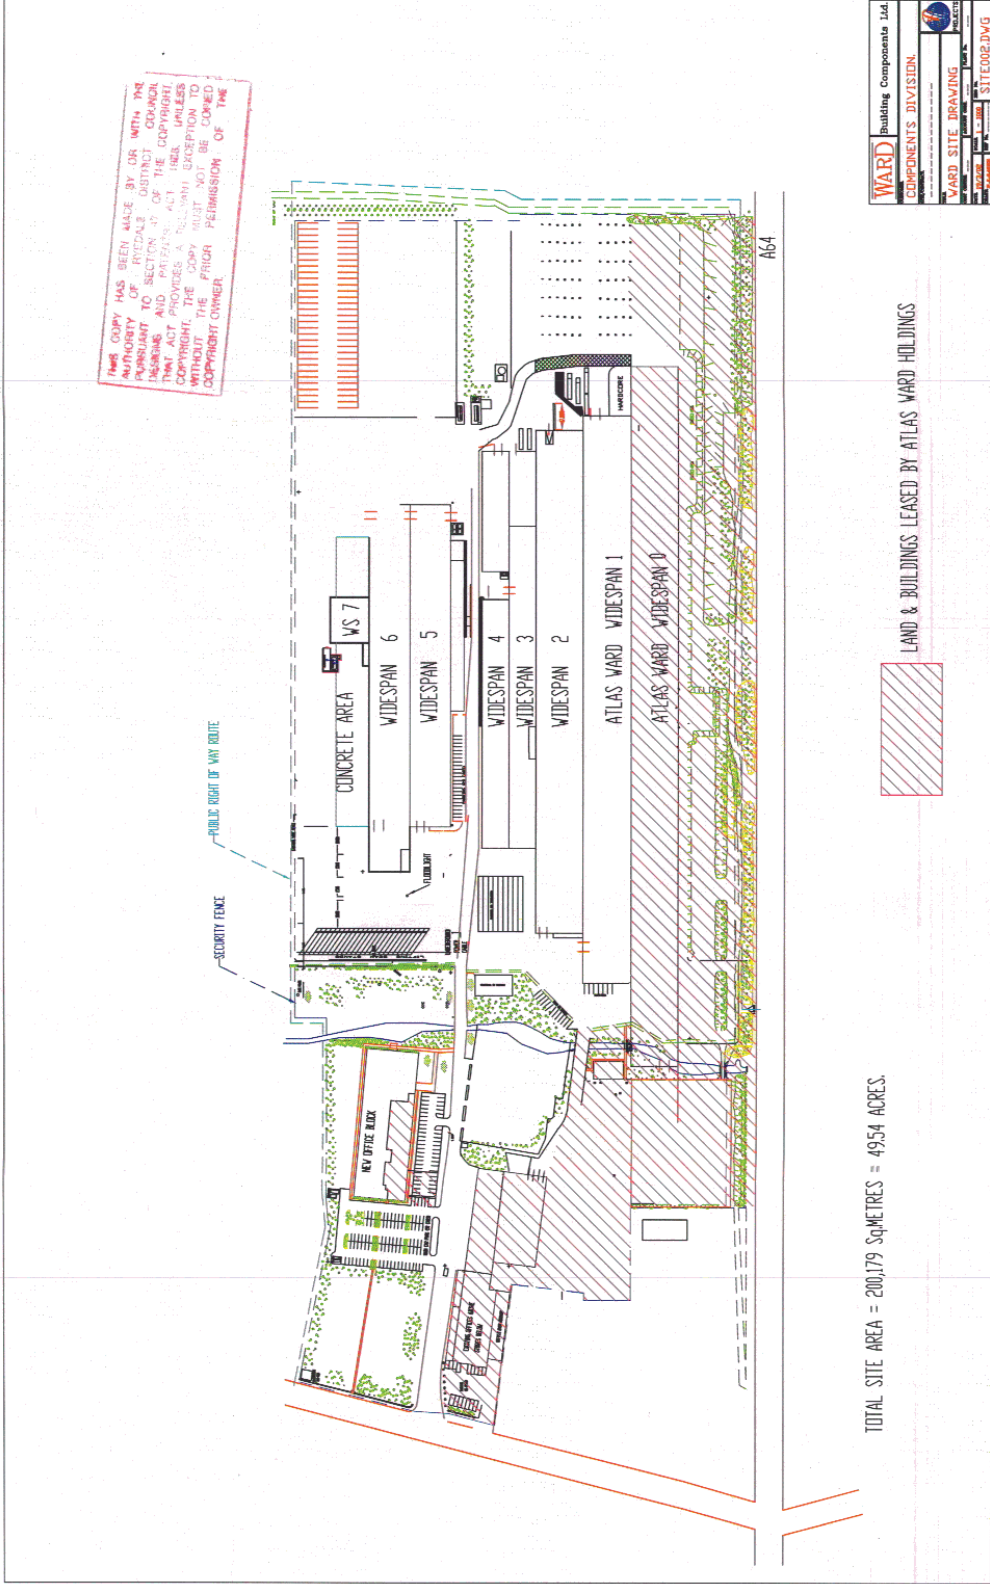 THIS COPY HAS BEEN MADE BY OR WITH THE
AUTHORITY OF RYEDALE DISTRICT COUNCIL
PURSUANT TO SECTION 47 OF THE COPYRIGHT
DESIGNS AND PATENTS ACT 1988. UNLESS
THAT ACT PROVIDES A RELEVANT EXCEPTION TO
COPYRIGHT, THE COPY MUST NOT BE COPIED
WITHOUT THE PRIOR PERMISSION OF THE
COPYRIGHT OWNER.
PUBLIC RIGHT OF WAY ROUTE
SECURITY FENCE
CONCRETE AREA
WS 7
WIDESPAN 6
WIDESPAN 5
FLOODLIGHT
WIDESPAN 4
WIDESPAN 3
WIDESPAN 2
ATLAS WARD WIDESPAN 1
ATLAS WARD WIDESPAN 0
HARDCORE
NEW OFFICE BLOCK
A64
LAND & BUILDINGS LEASED BY ATLAS WARD HOLDINGS
TOTAL SITE AREA = 200,179 Sq.METRES = 49.54 ACRES.
WARD Building Components Ltd.
COMPONENTS DIVISION.
PROJECTS
WARD SITE DRAWING
SITE002.DWG